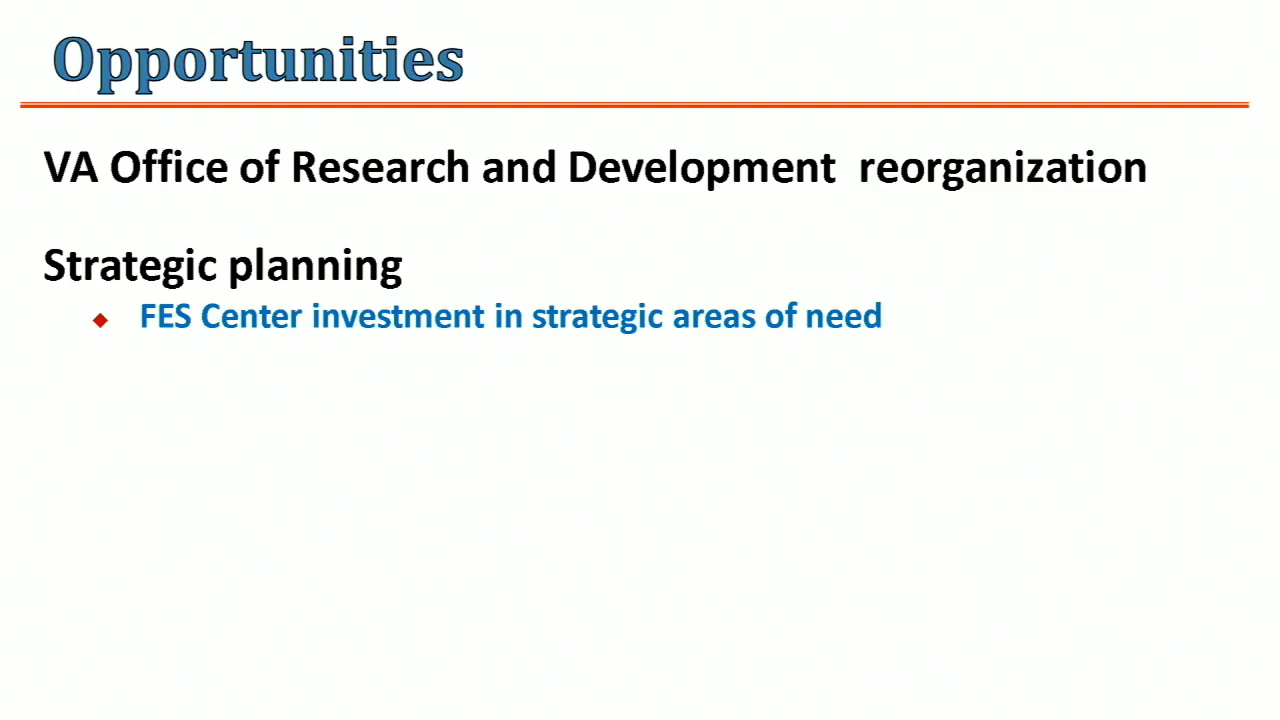 Opportunities
VA Office of Research and Development reorganization
Strategic planning
FES Center investment in strategic areas of need